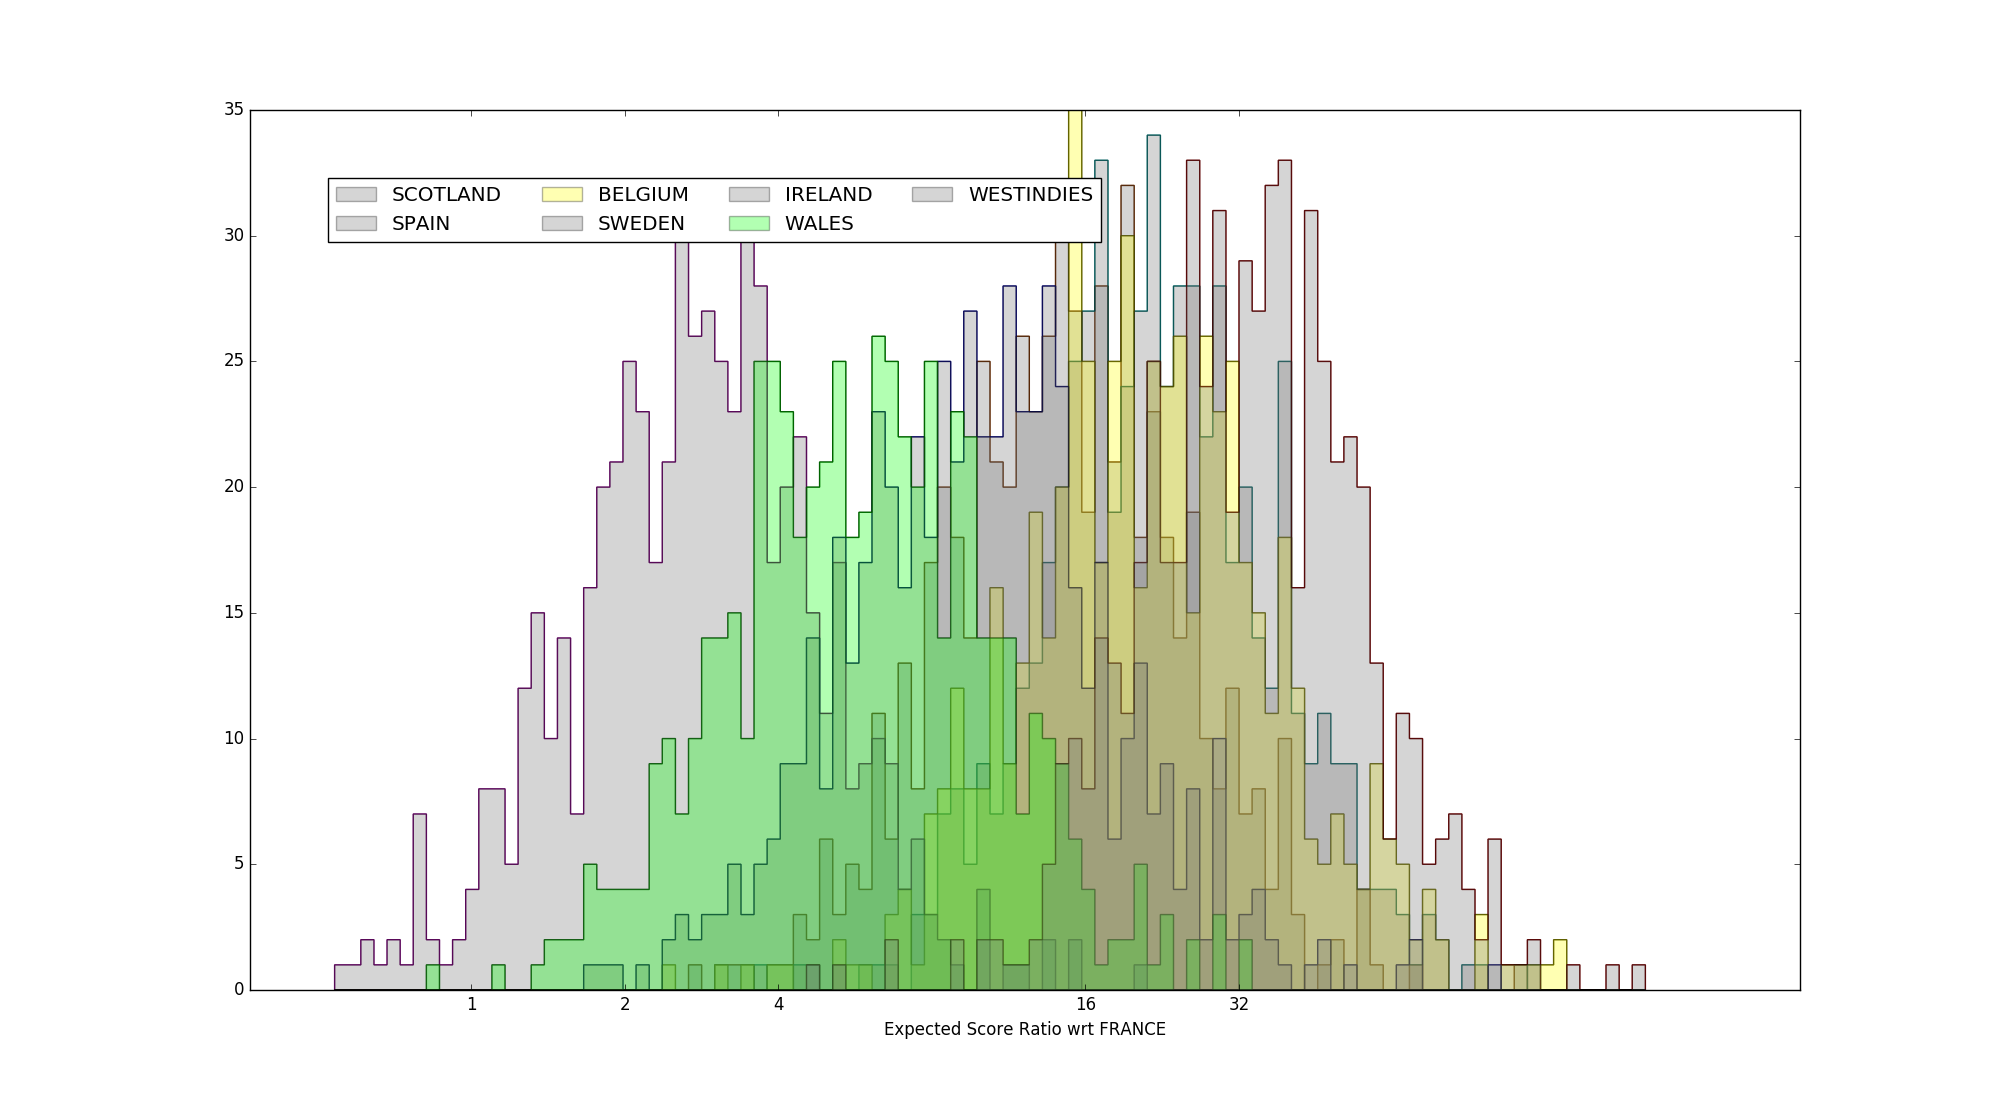 35
30
25
20
15
10
5
0
SCOTLAND BELGIUM IRELAND WESTINDIES
SPAIN SWEDEN WALES
1 2 4 16 32
Expected Score Ratio wrt FRANCE